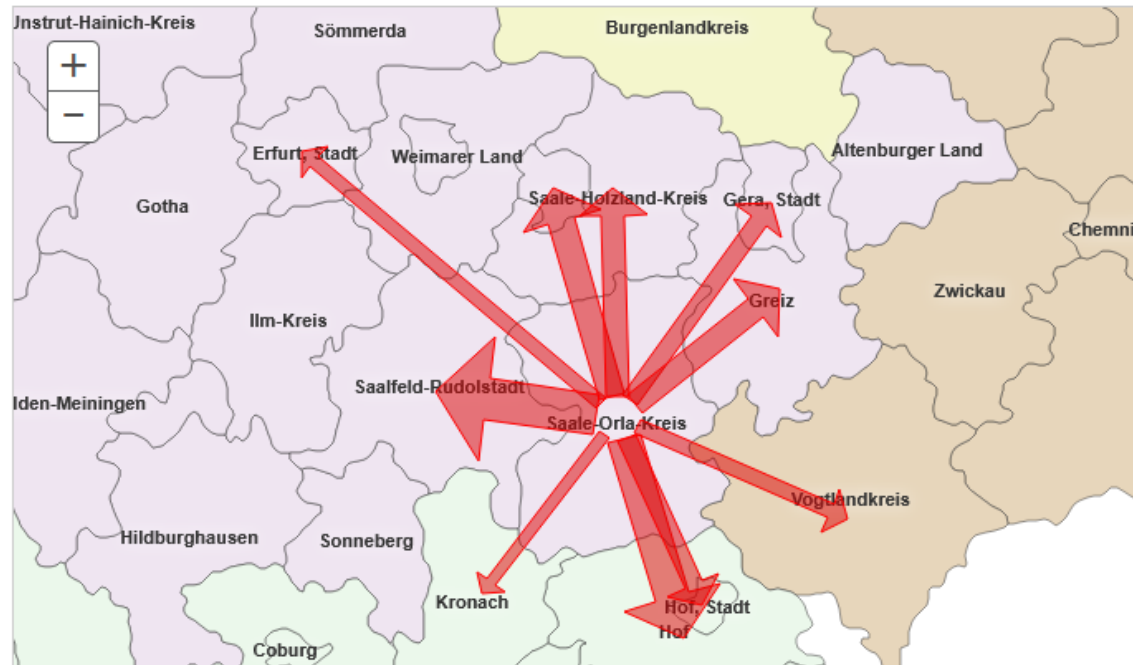 Jnstrut-Hainich-Kreis
Sömmerda
Burgenlandkreis
+
−
Erfurt, Stadt
Weimarer Land
Altenburger Land
Gotha
Saale-Holzland-Kreis
Gera, Stadt
Chemni
Zwickau
Greiz
Ilm-Kreis
Saalfeld-Rudolstadt
lden-Meiningen
Saale-Orla-Kreis
Vogtlandkreis
Hildburghausen
Sonneberg
Kronach
Hof, Stadt
Hof
Coburg